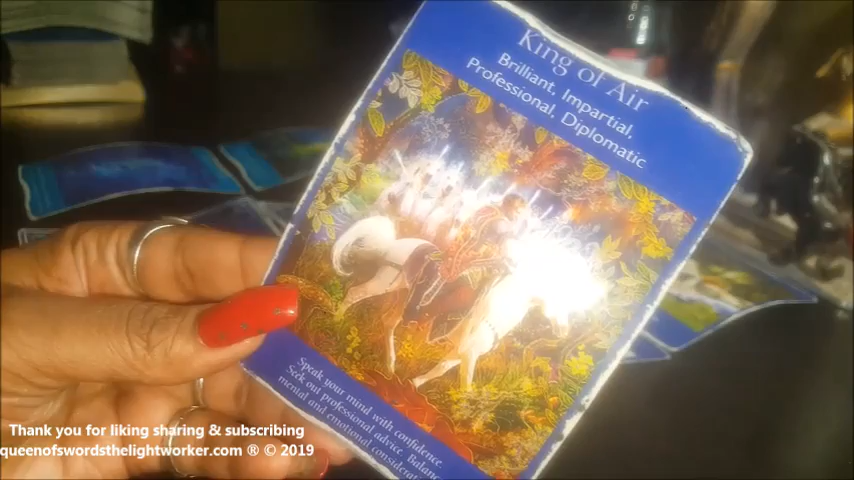 King of Air
Brilliant, Impartial,
Professional, Diplomatic
Speak your mind with confidence.
Seek out professional advice. Balance
mental and emotional
Thank you for liking sharing & subscribing
queenofswordsthelightworker.com ® © 2019